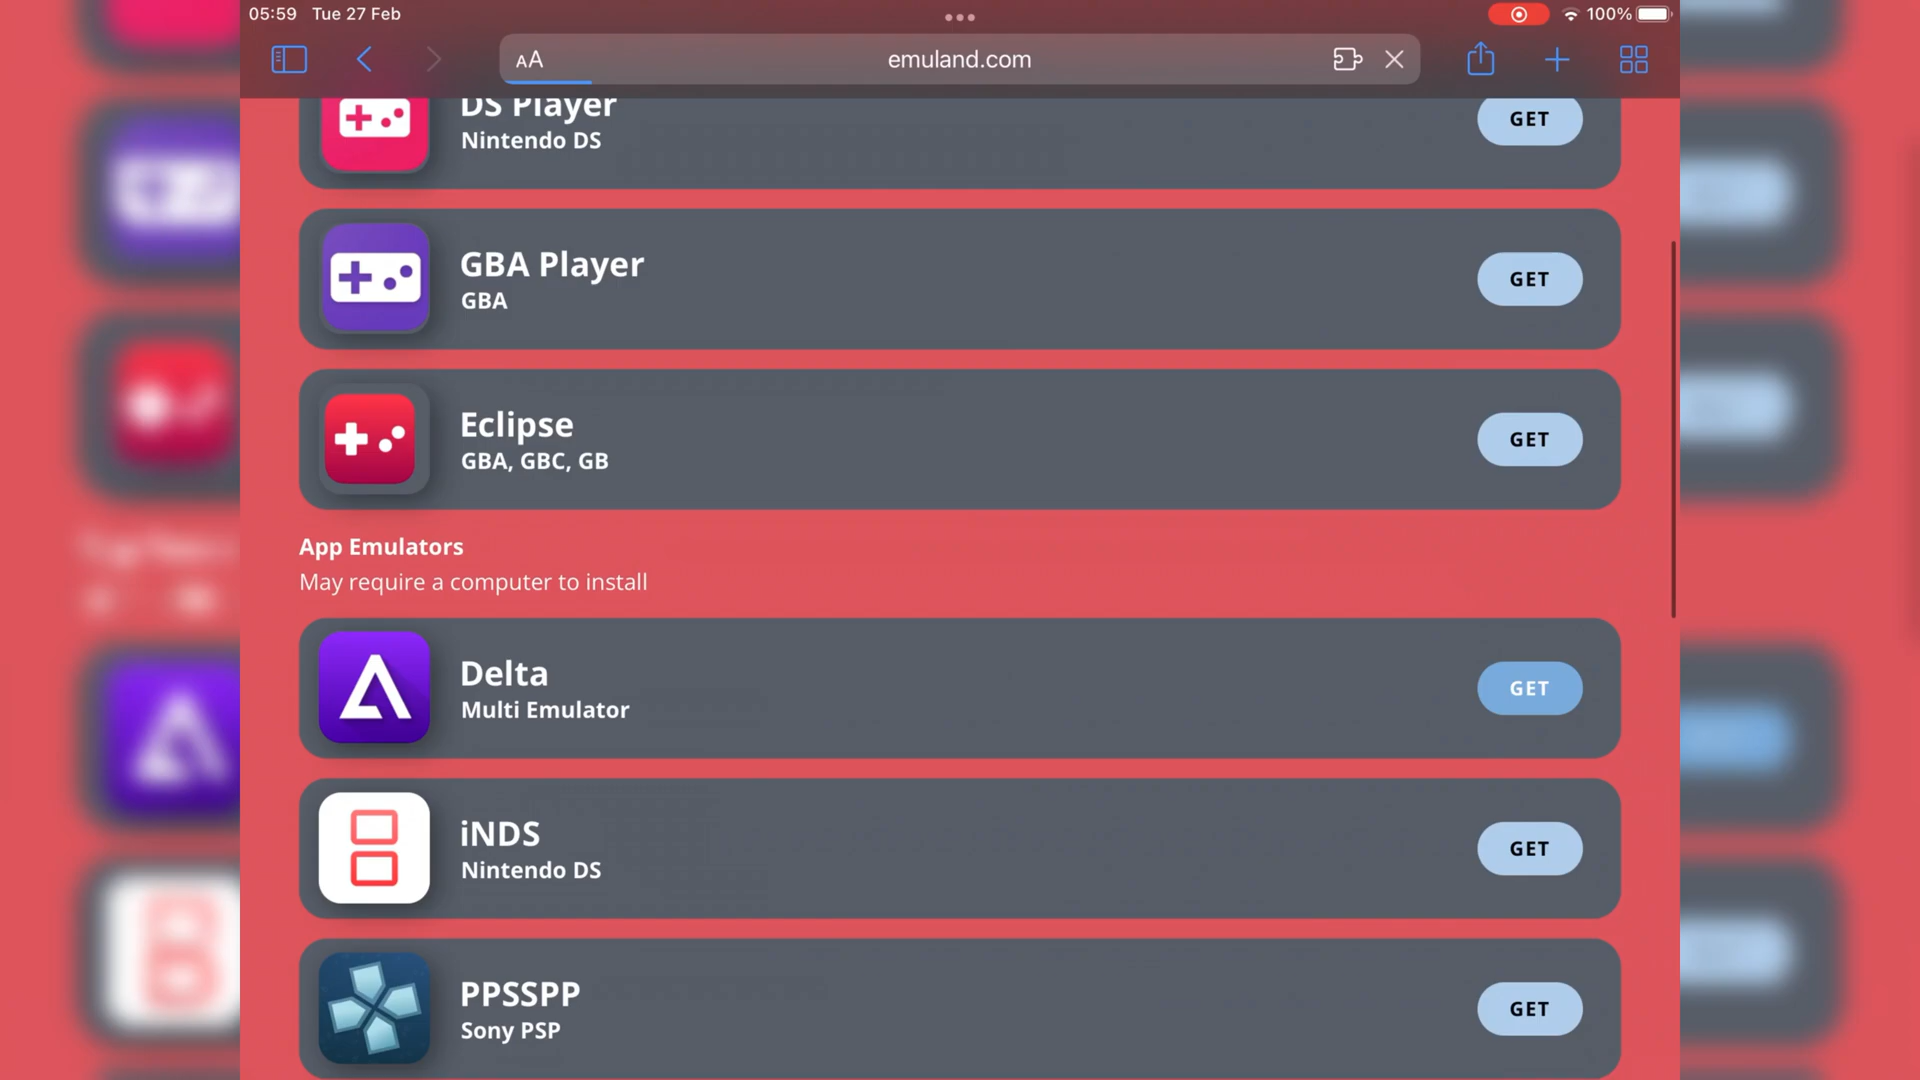 05:59 Tue 27 Feb
100%
AA
emuland.com
DS Player
Nintendo DS
GET
GBA Player
GBA
GET
Eclipse
GBA, GBC, GB
GET
App Emulators
May require a computer to install
Delta
Multi Emulator
GET
iNDS
Nintendo DS
GET
PPSSPP
Sony PSP
GET